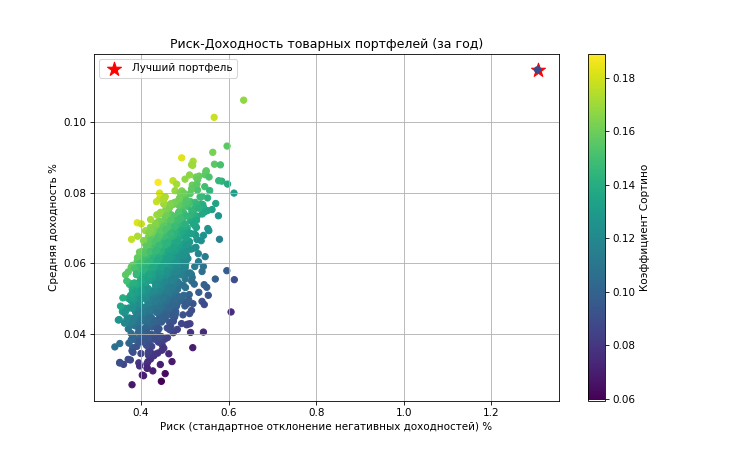 Риск-Доходность товарных портфелей (за год)
Лучший портфель
Средняя доходность %
0.10
0.08
0.06
0.04
0.4 0.6 0.8 1.0 1.2
Риск (стандартное отклонение негативных доходностей) %
0.18
0.16
0.14
0.12
0.10
0.08
0.06
Коэффициент Сортино